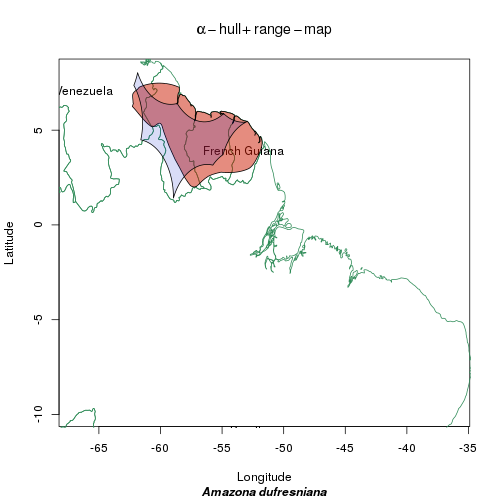 α − hull + range − map
Venezuela
French Guiana
5
0
-5
-10
Latitude
-65 -60 -55 -50 -45 -40 -35
Longitude
Amazona dufresniana